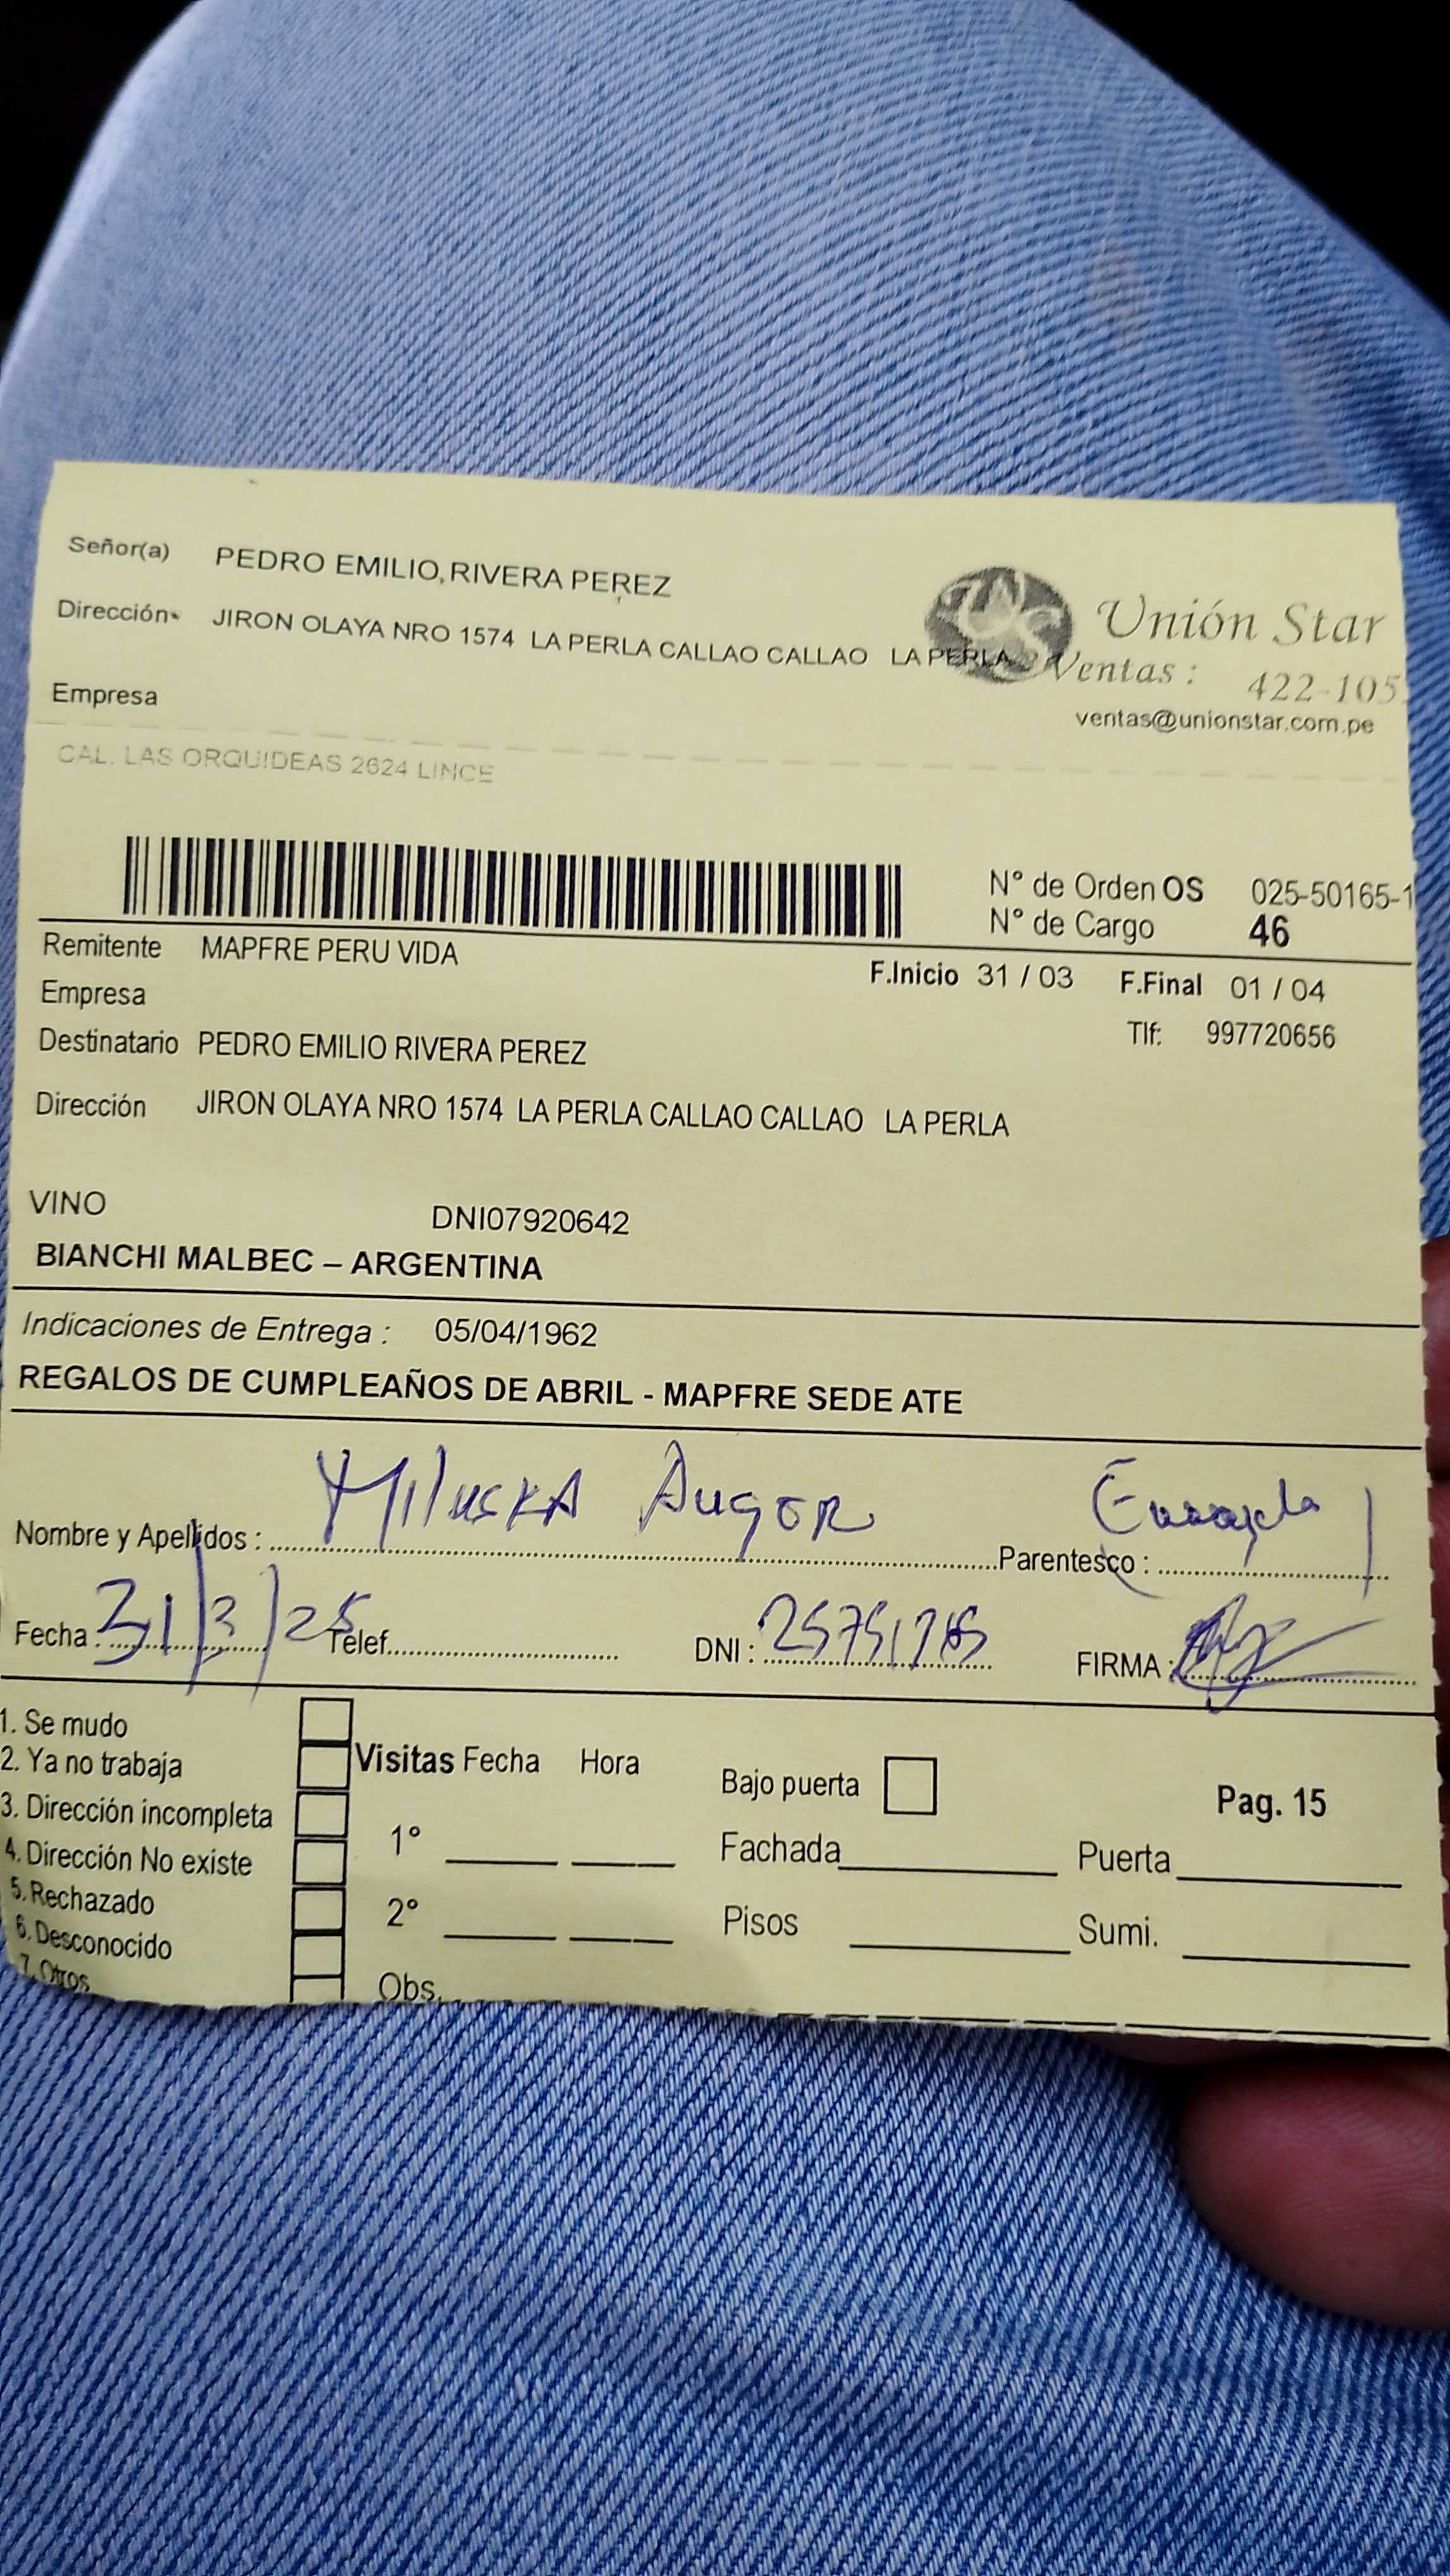 Señor(a) PEDRO EMILIO, RIVERA PEREZ
Dirección JIRON OLAYA NRO 1574 LA PERLA CALLAO CALLAO LA PERLA
Unión Star
Ventas : 422-105
Empresa
ventas@unionstar.com.pe
CAL. LAS ORQUIDEAS 2624 LINCE
N° de Orden OS 025-50165-1
N° de Cargo 46
Remitente MAPFRE PERU VIDA
F.Inicio 31 / 03 F.Final 01 / 04
Empresa
Tlf: 997720656
Destinatario PEDRO EMILIO RIVERA PEREZ
Dirección JIRON OLAYA NRO 1574 LA PERLA CALLAO CALLAO LA PERLA
VINO DNI07920642
BIANCHI MALBEC – ARGENTINA
Indicaciones de Entrega : 05/04/1962
REGALOS DE CUMPLEAÑOS DE ABRIL - MAPFRE SEDE ATE
Nombre y Apellidos : MIlusKA Parentesco :
Fecha : 31/3/25 Telef. DNI : FIRMA :
1. Se mudo
2. Ya no trabaja
3. Dirección incompleta
4. Dirección No existe
5. Rechazado
6. Desconocido
7. Otros
Visitas Fecha Hora
1°
2°
Obs.
Bajo puerta
Pag. 15
Fachada Puerta
Pisos Sumi.